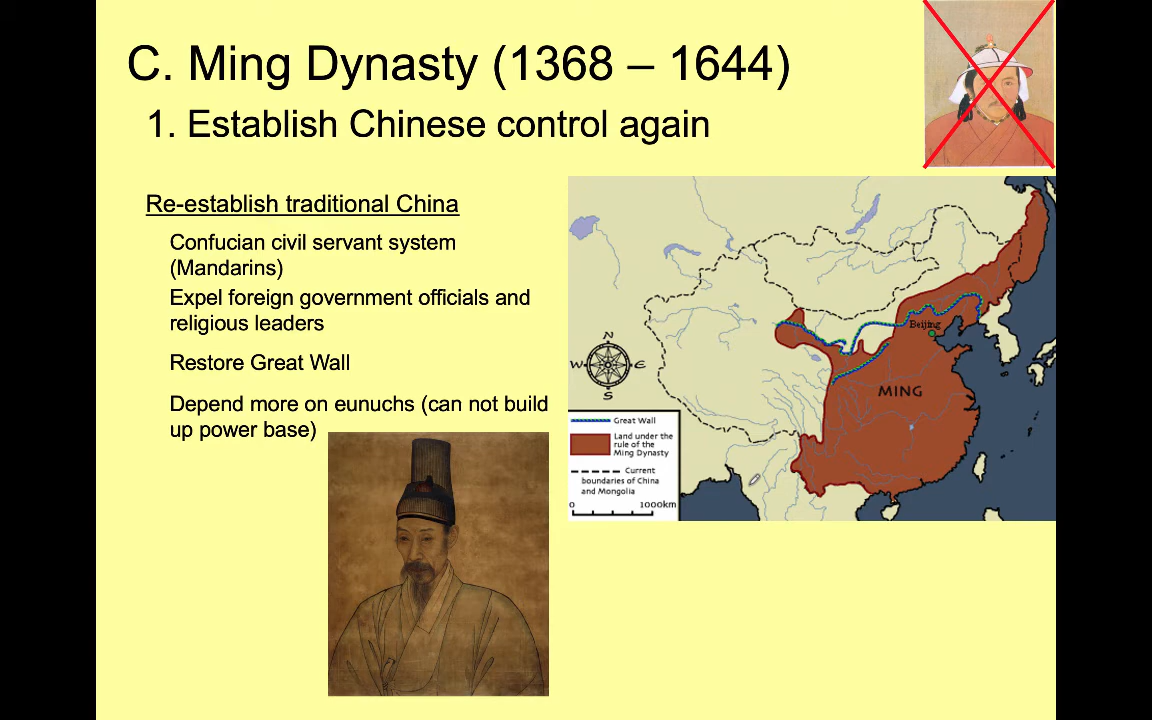 C. Ming Dynasty (1368 – 1644)
1. Establish Chinese control again
Re-establish traditional China
Confucian civil servant system
(Mandarins)
Expel foreign government officials and
religious leaders
Restore Great Wall
Depend more on eunuchs (can not build
up power base)
Beijing
MING
N
W
E
S
Great Wall
Land under the
rule of the
Ming Dynasty
Current
boundaries of China
and Mongolia
0 1000km